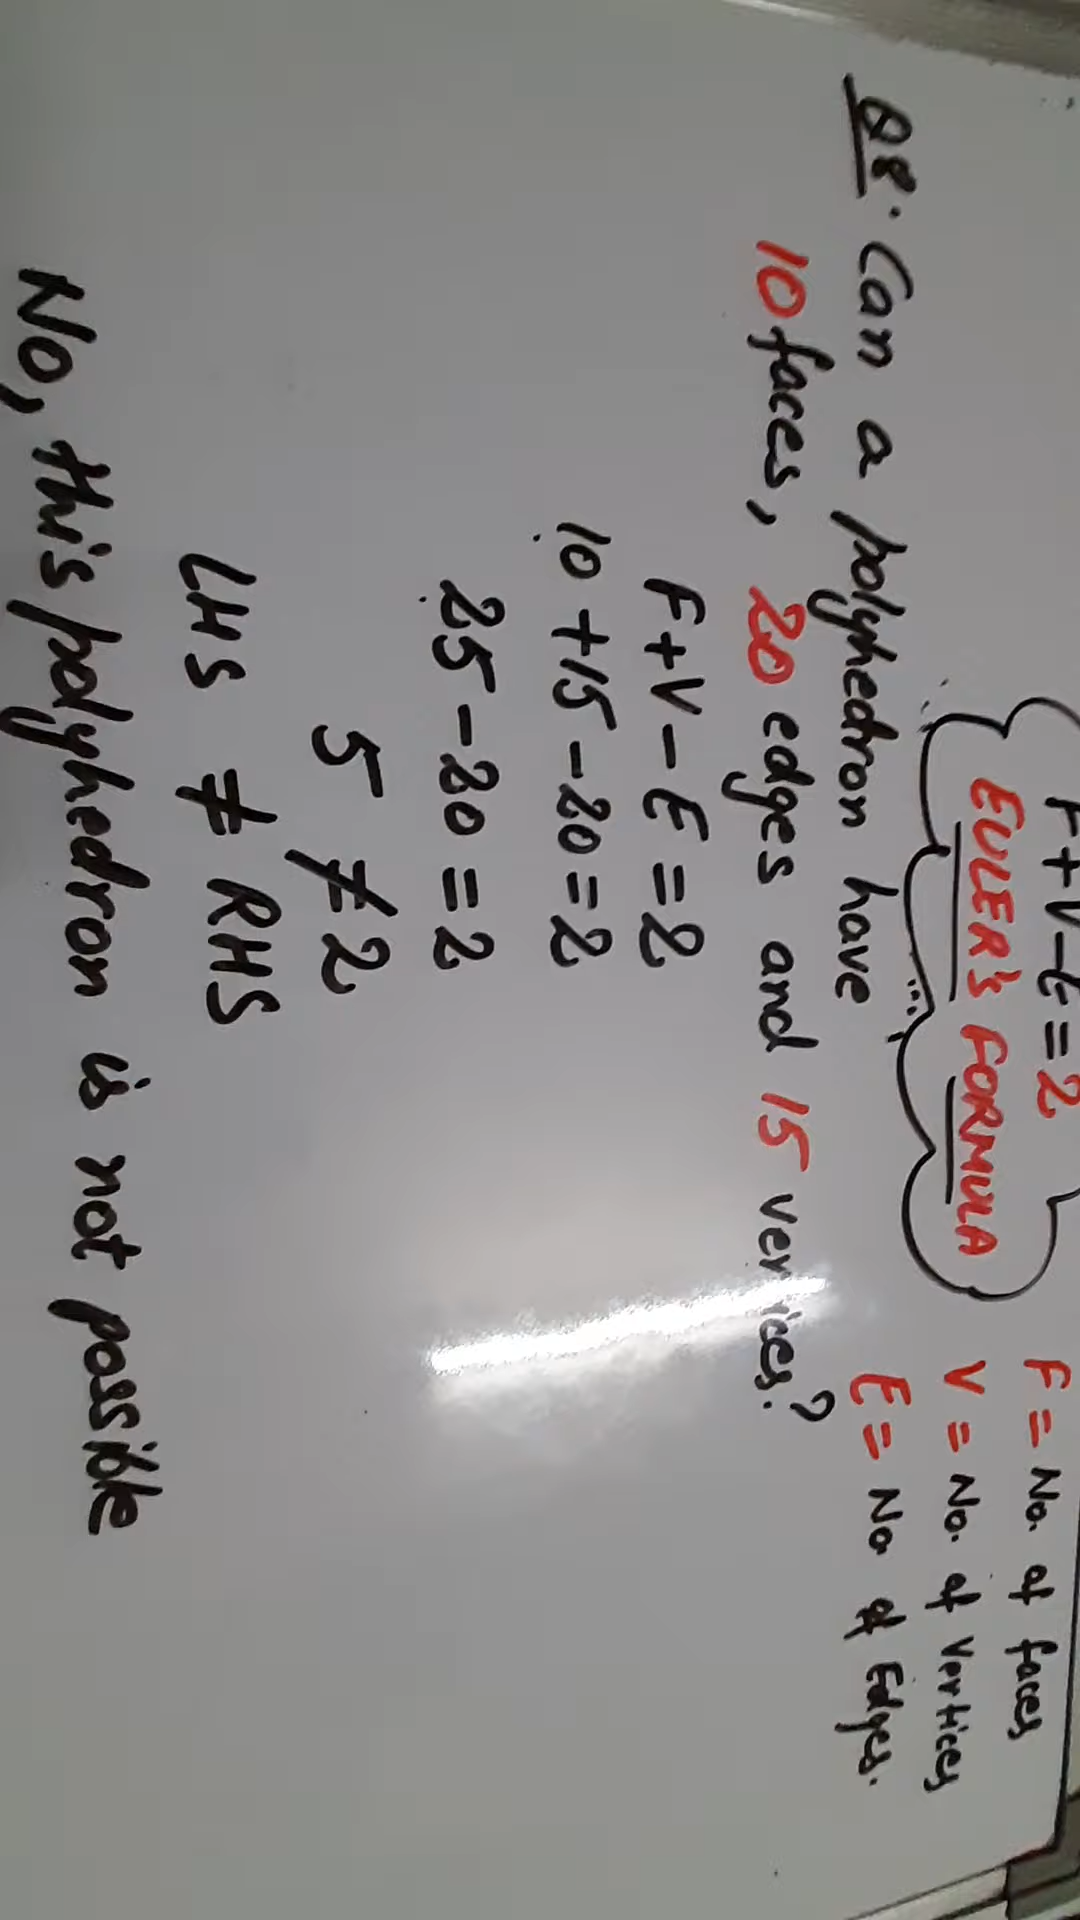 F+V-E=2
EULER'S FORMULA
F = No. of faces
V = No. of Vertices
E = No of Edges.
Q8. Can a polyhedron have
10 faces, 20 edges and 15 vertices?
F+V-E=2
10+15-20=2
25-20=2
5≠2
LHS ≠ RHS
No, this polyhedron is not possible